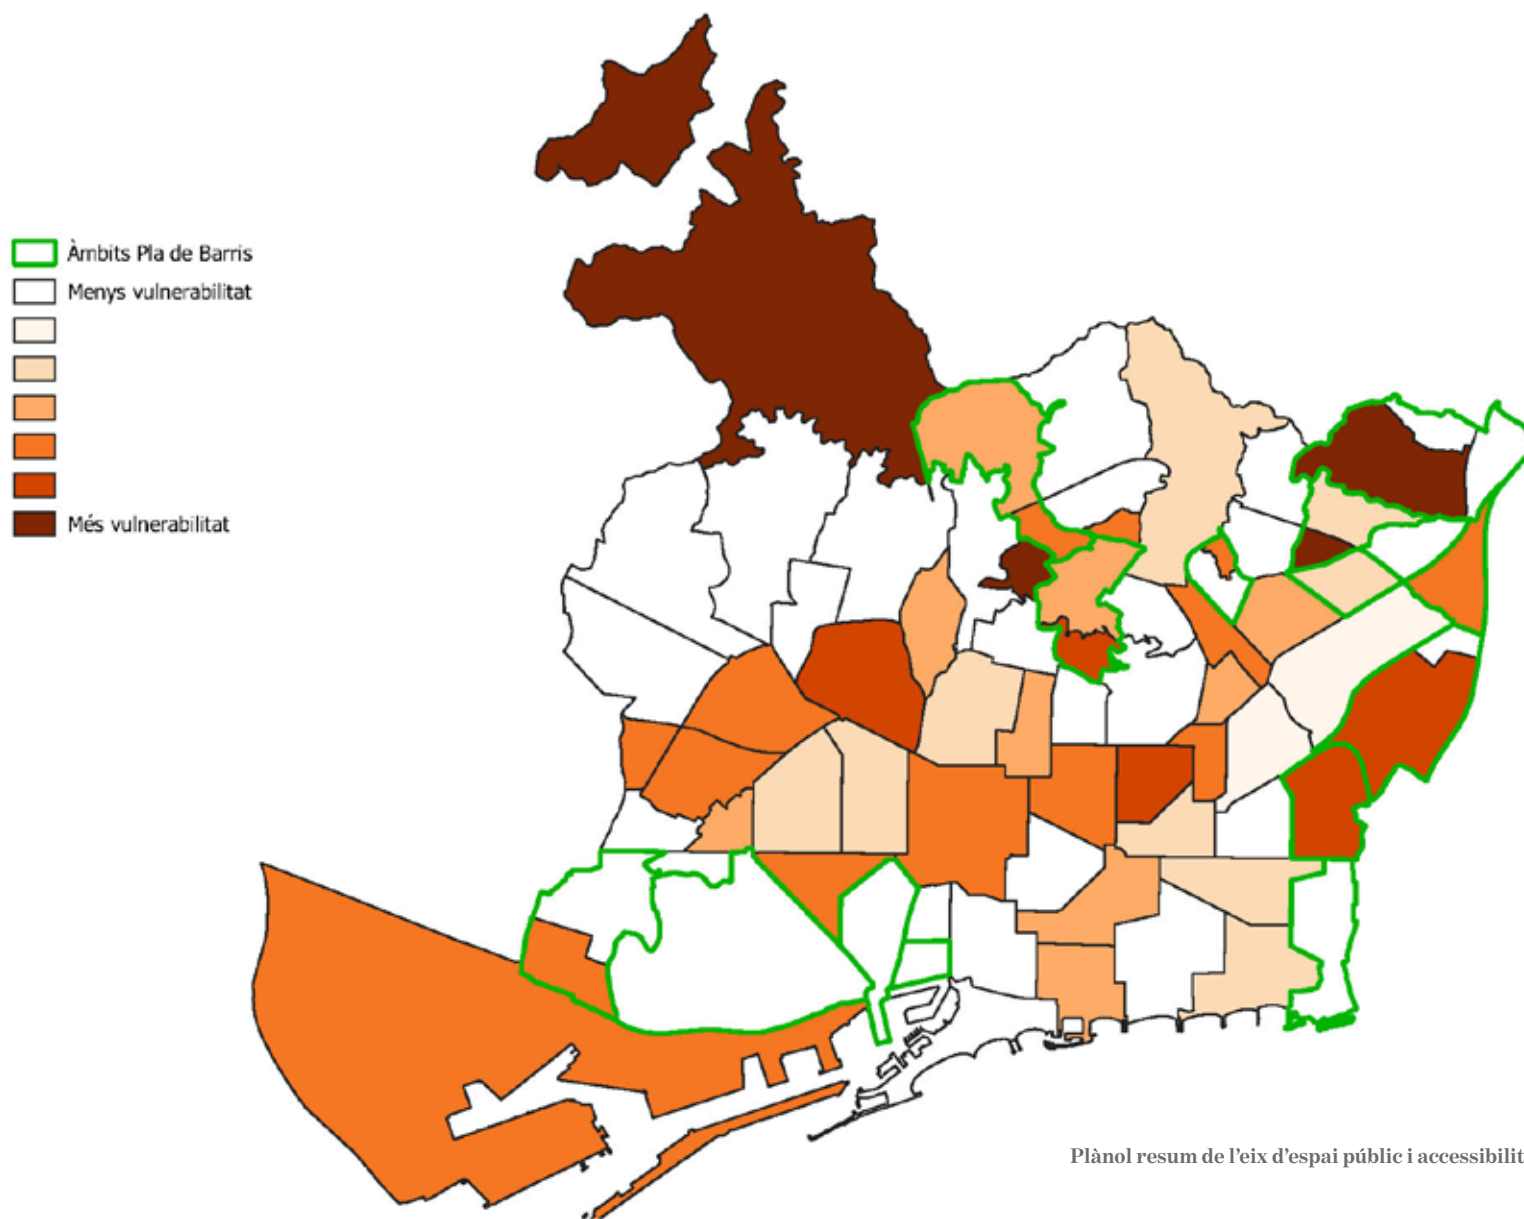 Àmbits Pla de Barris
Menys vulnerabilitat
Més vulnerabilitat
Plànol resum de l’eix d’espai públic i accessibilit